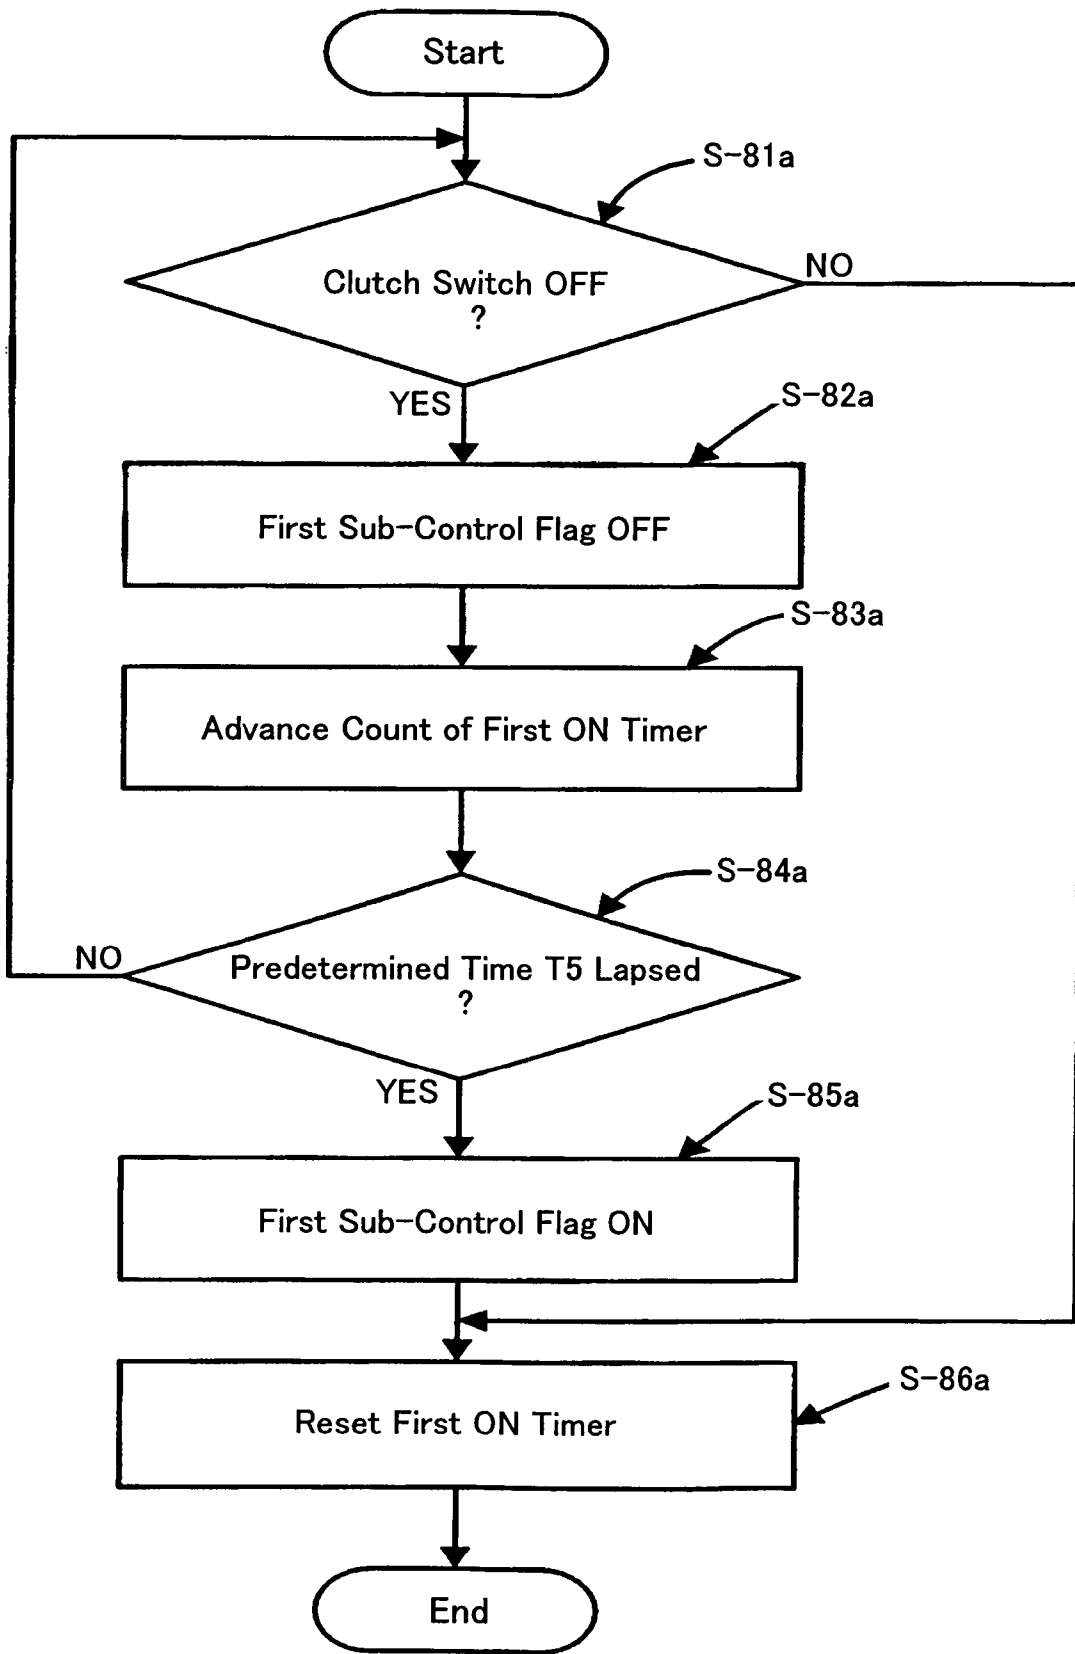 Start
S-81a
Clutch Switch OFF
?
NO
YES
S-82a
First Sub-Control Flag OFF
S-83a
Advance Count of First ON Timer
S-84a
Predetermined Time T5 Lapsed
?
NO
YES
S-85a
First Sub-Control Flag ON
S-86a
Reset First ON Timer
End